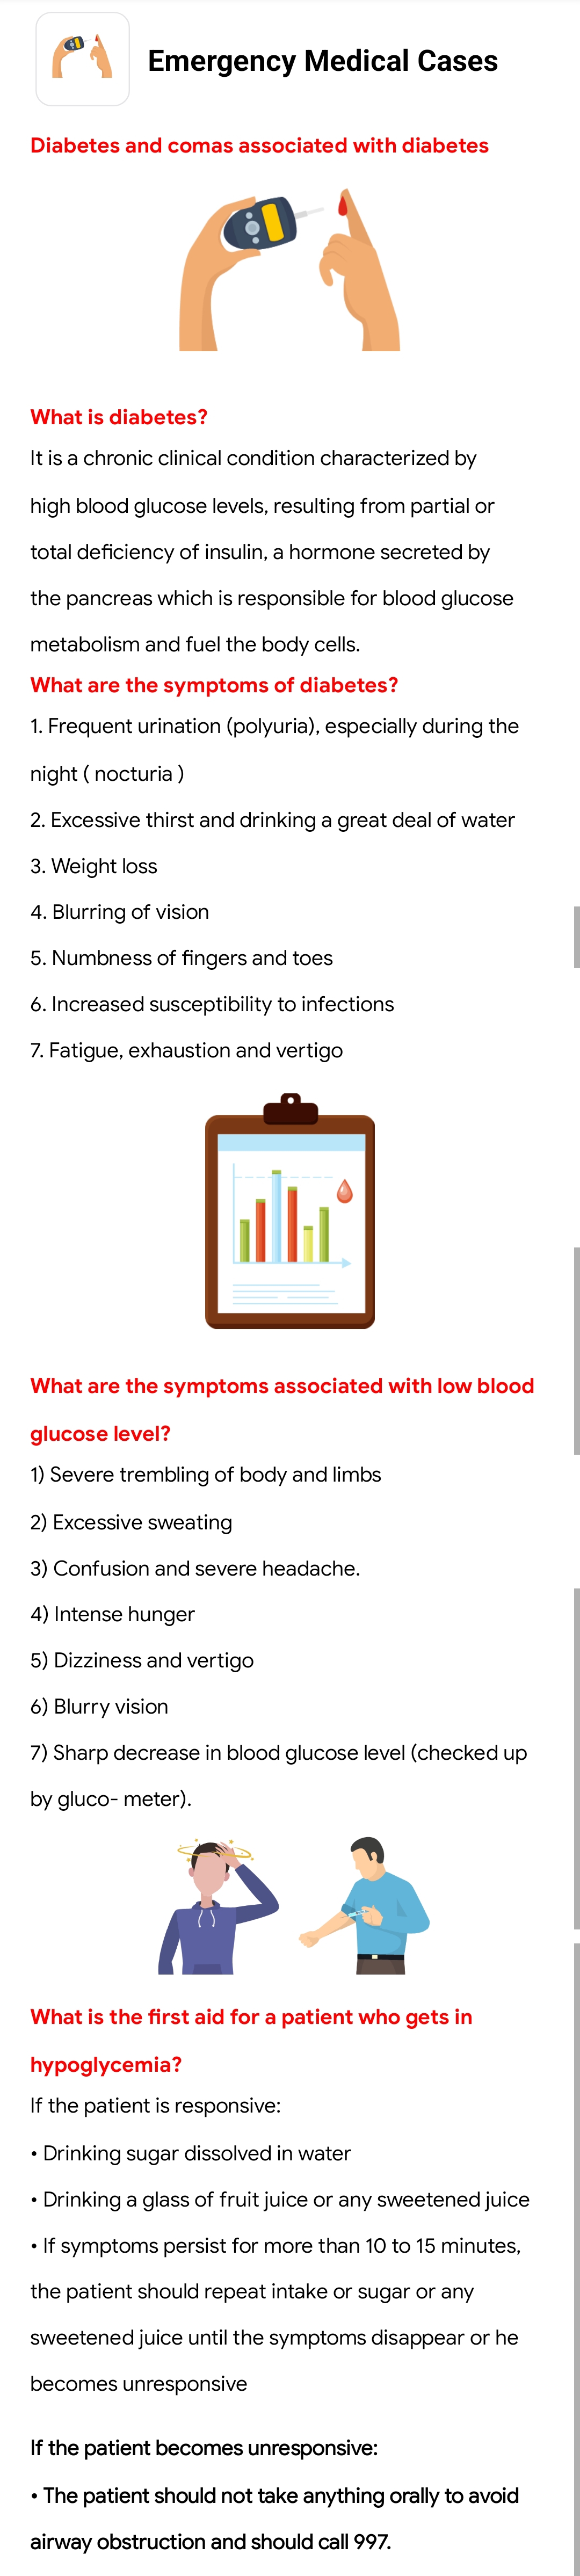 Emergency Medical Cases
Diabetes and comas associated with diabetes
What is diabetes?
It is a chronic clinical condition characterized by
high blood glucose levels, resulting from partial or
total deficiency of insulin, a hormone secreted by
the pancreas which is responsible for blood glucose
metabolism and fuel the body cells.
What are the symptoms of diabetes?
1. Frequent urination (polyuria), especially during the
night ( nocturia )
2. Excessive thirst and drinking a great deal of water
3. Weight loss
4. Blurring of vision
5. Numbness of fingers and toes
6. Increased susceptibility to infections
7. Fatigue, exhaustion and vertigo
What are the symptoms associated with low blood
glucose level?
1) Severe trembling of body and limbs
2) Excessive sweating
3) Confusion and severe headache.
4) Intense hunger
5) Dizziness and vertigo
6) Blurry vision
7) Sharp decrease in blood glucose level (checked up
by gluco- meter).
What is the first aid for a patient who gets in
hypoglycemia?
If the patient is responsive:
• Drinking sugar dissolved in water
• Drinking a glass of fruit juice or any sweetened juice
• If symptoms persist for more than 10 to 15 minutes,
the patient should repeat intake or sugar or any
sweetened juice until the symptoms disappear or he
becomes unresponsive
If the patient becomes unresponsive:
• The patient should not take anything orally to avoid
airway obstruction and should call 997.